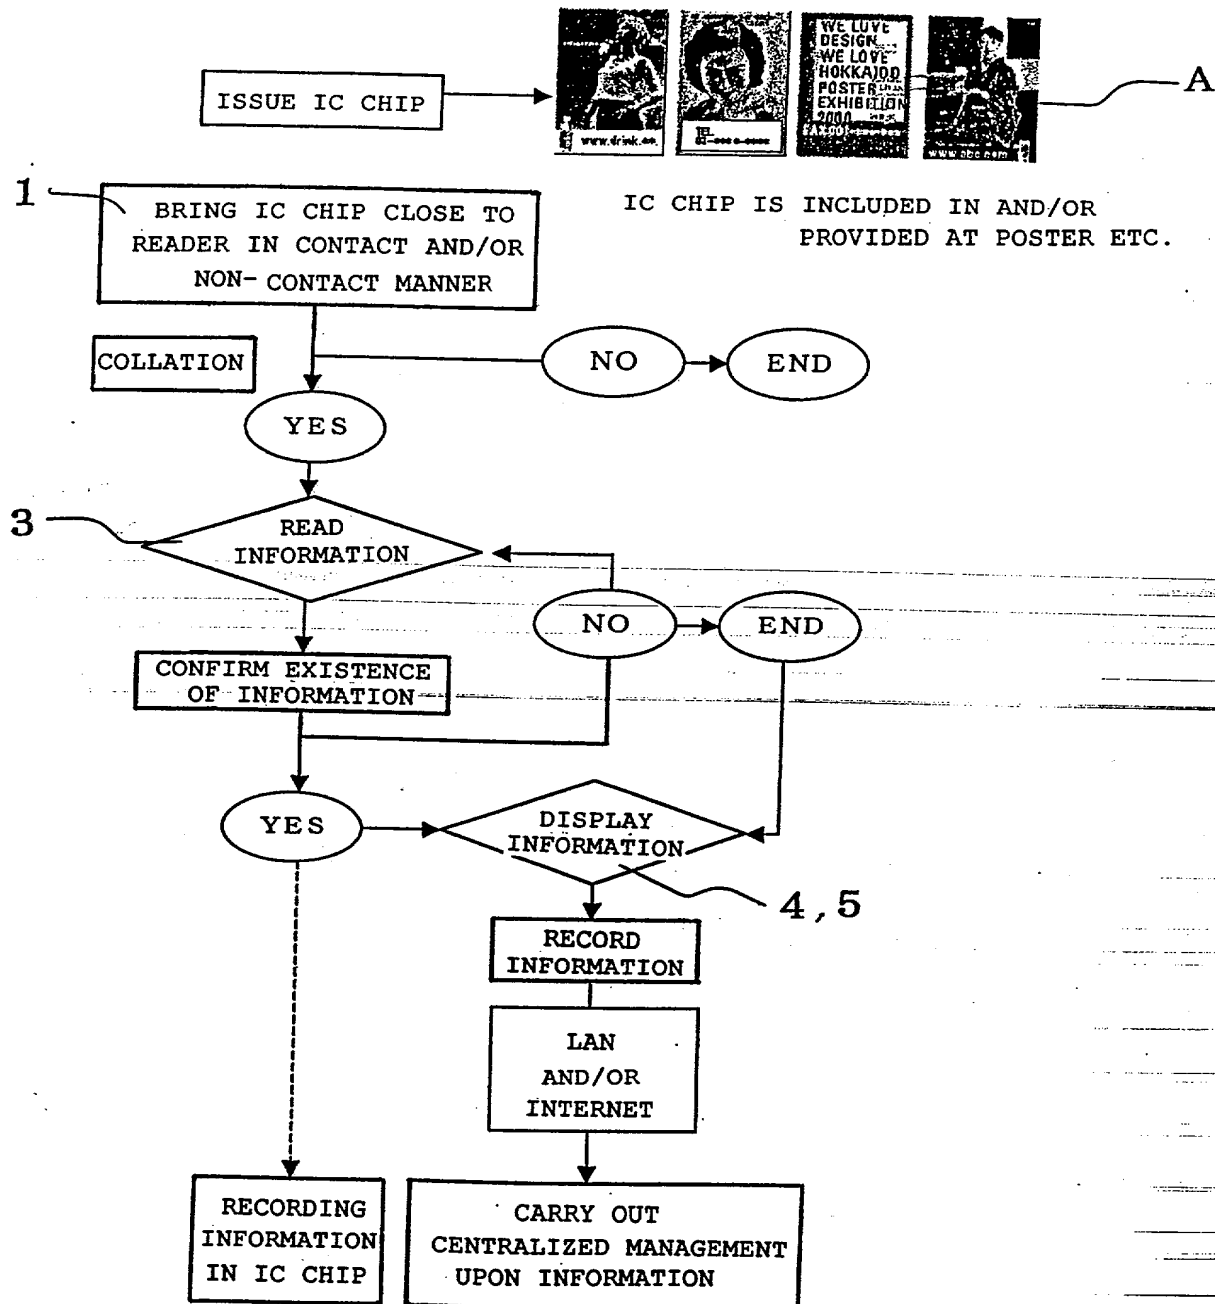 ISSUE IC CHIP
www.drink.
TEL
WE LOVE
DESIGN
WE LOVE
HOKKAIDO
POSTER
EXHIBITION
2000
www.abc.com
A
1
BRING IC CHIP CLOSE TO
READER IN CONTACT AND/OR
NON-CONTACT MANNER
IC CHIP IS INCLUDED IN AND/OR
PROVIDED AT POSTER ETC.
COLLATION
NO
END
YES
3
READ
INFORMATION
NO
END
CONFIRM EXISTENCE
OF INFORMATION
YES
DISPLAY
INFORMATION
4,5
RECORD
INFORMATION
LAN
AND/OR
INTERNET
RECORDING
INFORMATION
IN IC CHIP
CARRY OUT
CENTRALIZED MANAGEMENT
UPON INFORMATION